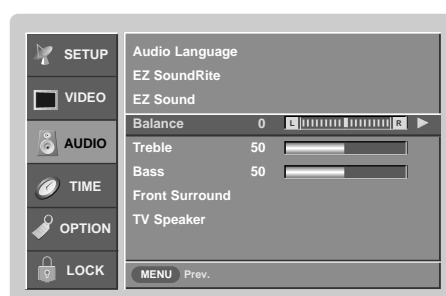 SETUP
VIDEO
AUDIO
TIME
OPTION
LOCK
Audio Language
EZ SoundRite
EZ Sound
Balance 0 L R
Treble 50
Bass 50
Front Surround
TV Speaker
MENU Prev.